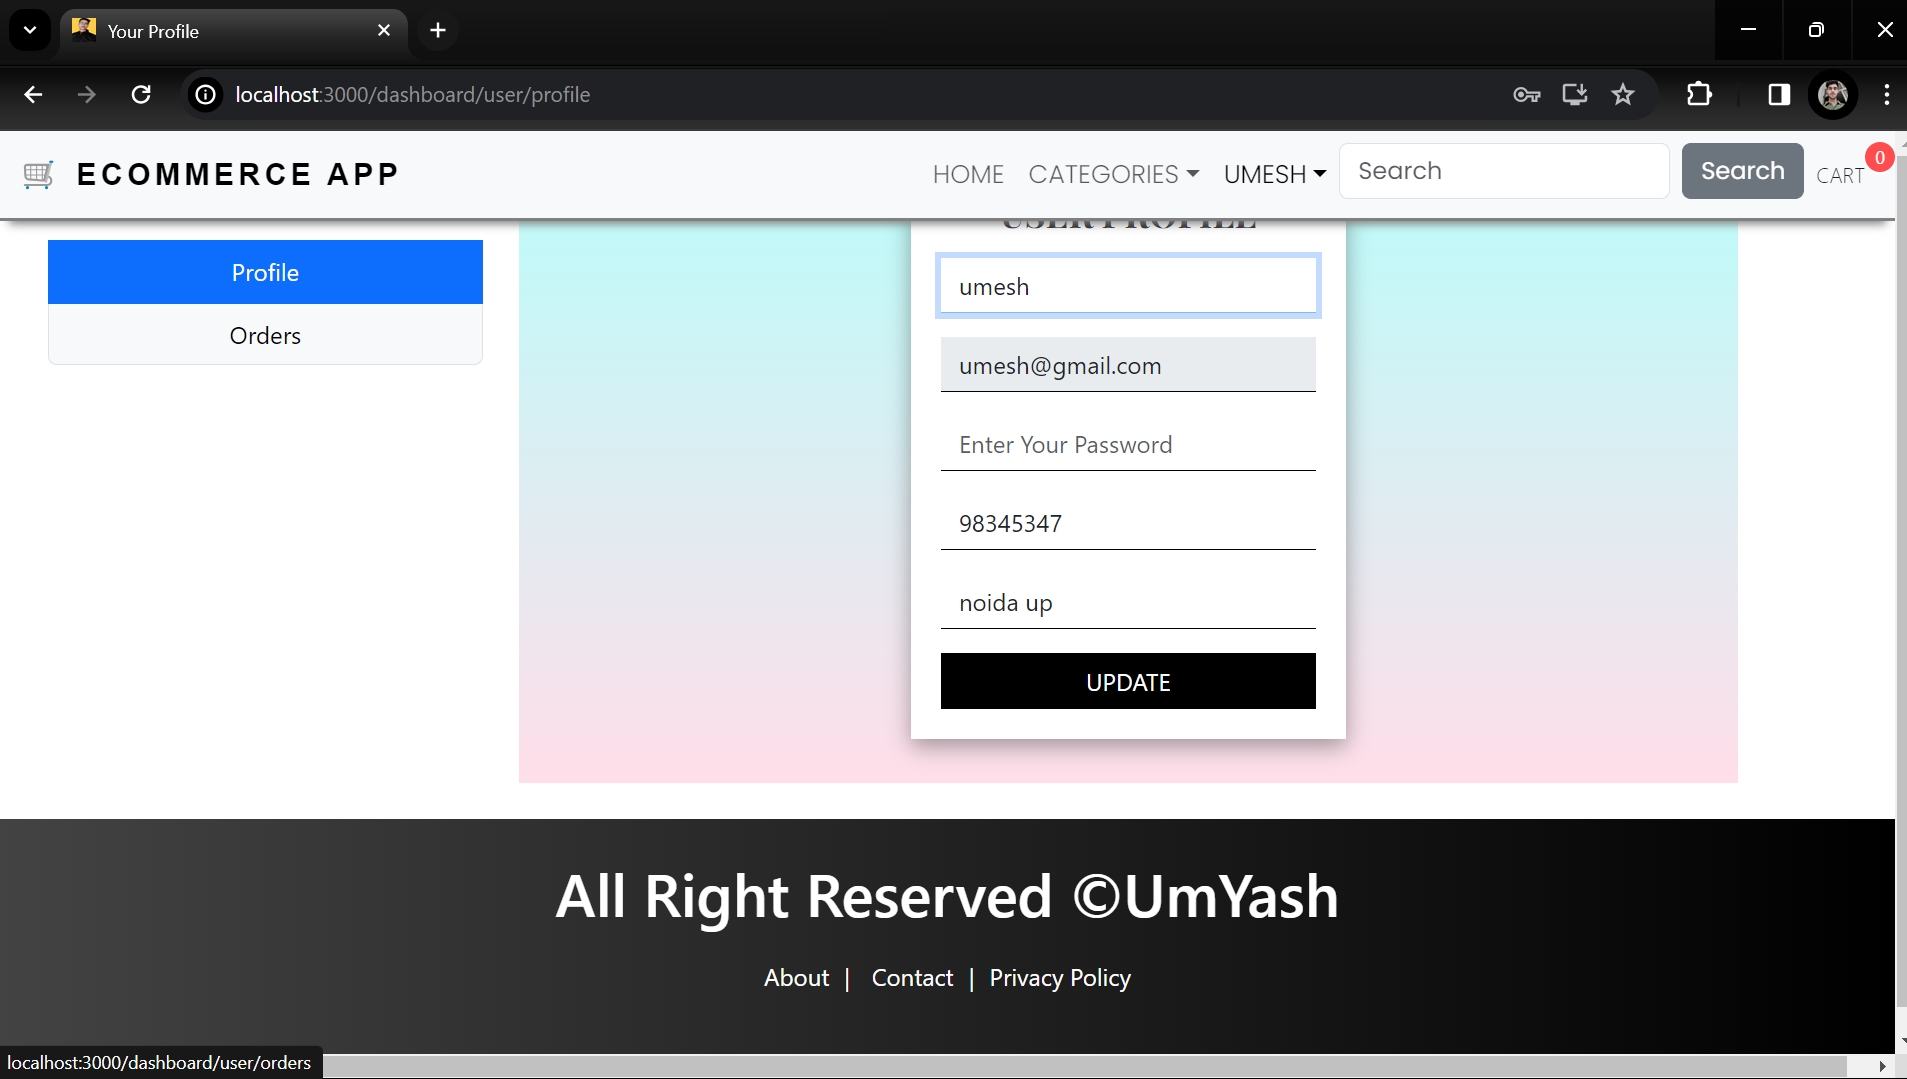 Your Profile
localhost:3000/dashboard/user/profile
ECOMMERCE APP
HOME CATEGORIES UMESH Search Search CART 0
USER PROFILE
Profile
Orders
umesh
umesh@gmail.com
Enter Your Password
98345347
noida up
UPDATE
All Right Reserved ©UmYash
About | Contact | Privacy Policy
localhost:3000/dashboard/user/orders